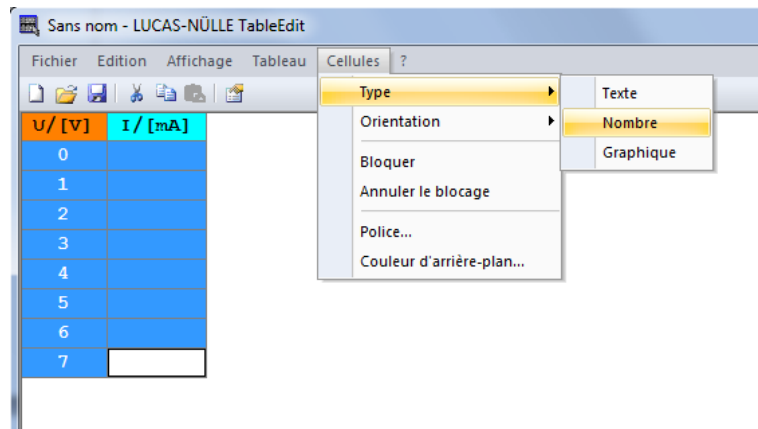 Sans nom - LUCAS-NÜLLE TableEdit
Fichier Edition Affichage Tableau Cellules ?
Type
Orientation
Bloquer
Annuler le blocage
Police...
Couleur d'arrière-plan...
Texte
Nombre
Graphique
U/[V] I/[mA]
0
1
2
3
4
5
6
7